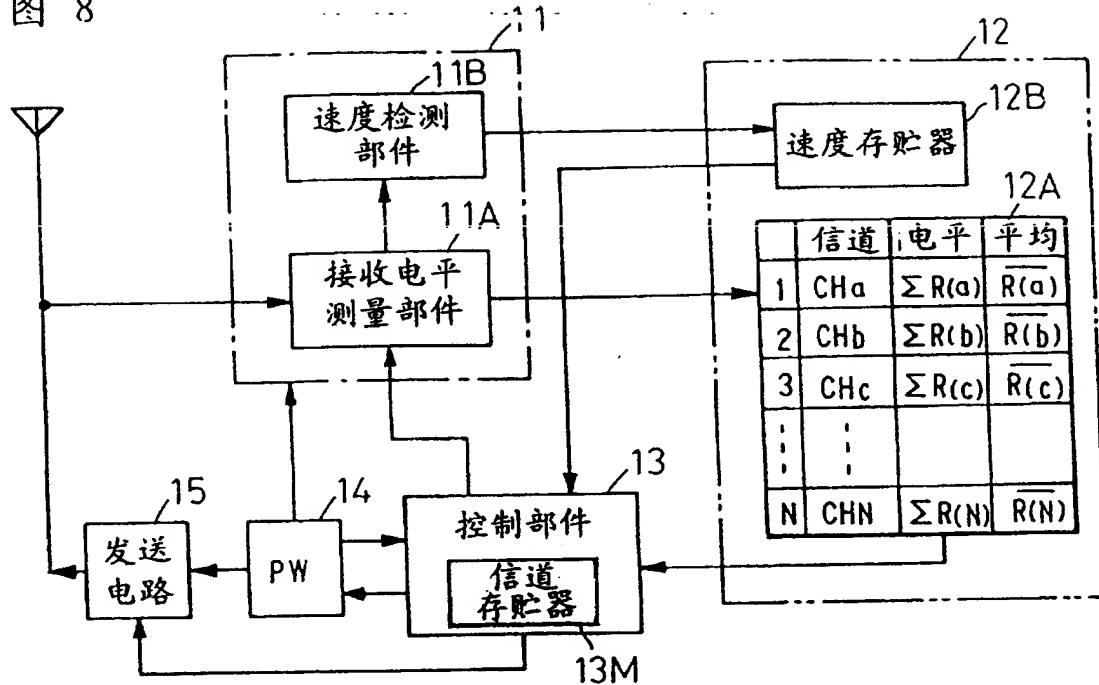 图 8
11
12
11B
速度检测
部件
12B
速度存贮器
11A
接收电平
测量部件
12A
信道 电平 平均
1 CHa ΣR(a) R̅(̅a̅)̅
2 CHb ΣR(b) R̅(̅b̅)̅
3 CHc ΣR(c) R̅(̅c̅)̅
N CHN ΣR(N) R̅(̅N̅)̅
15
发送
电路
14
PW
13
控制部件
信道
存贮器
13M